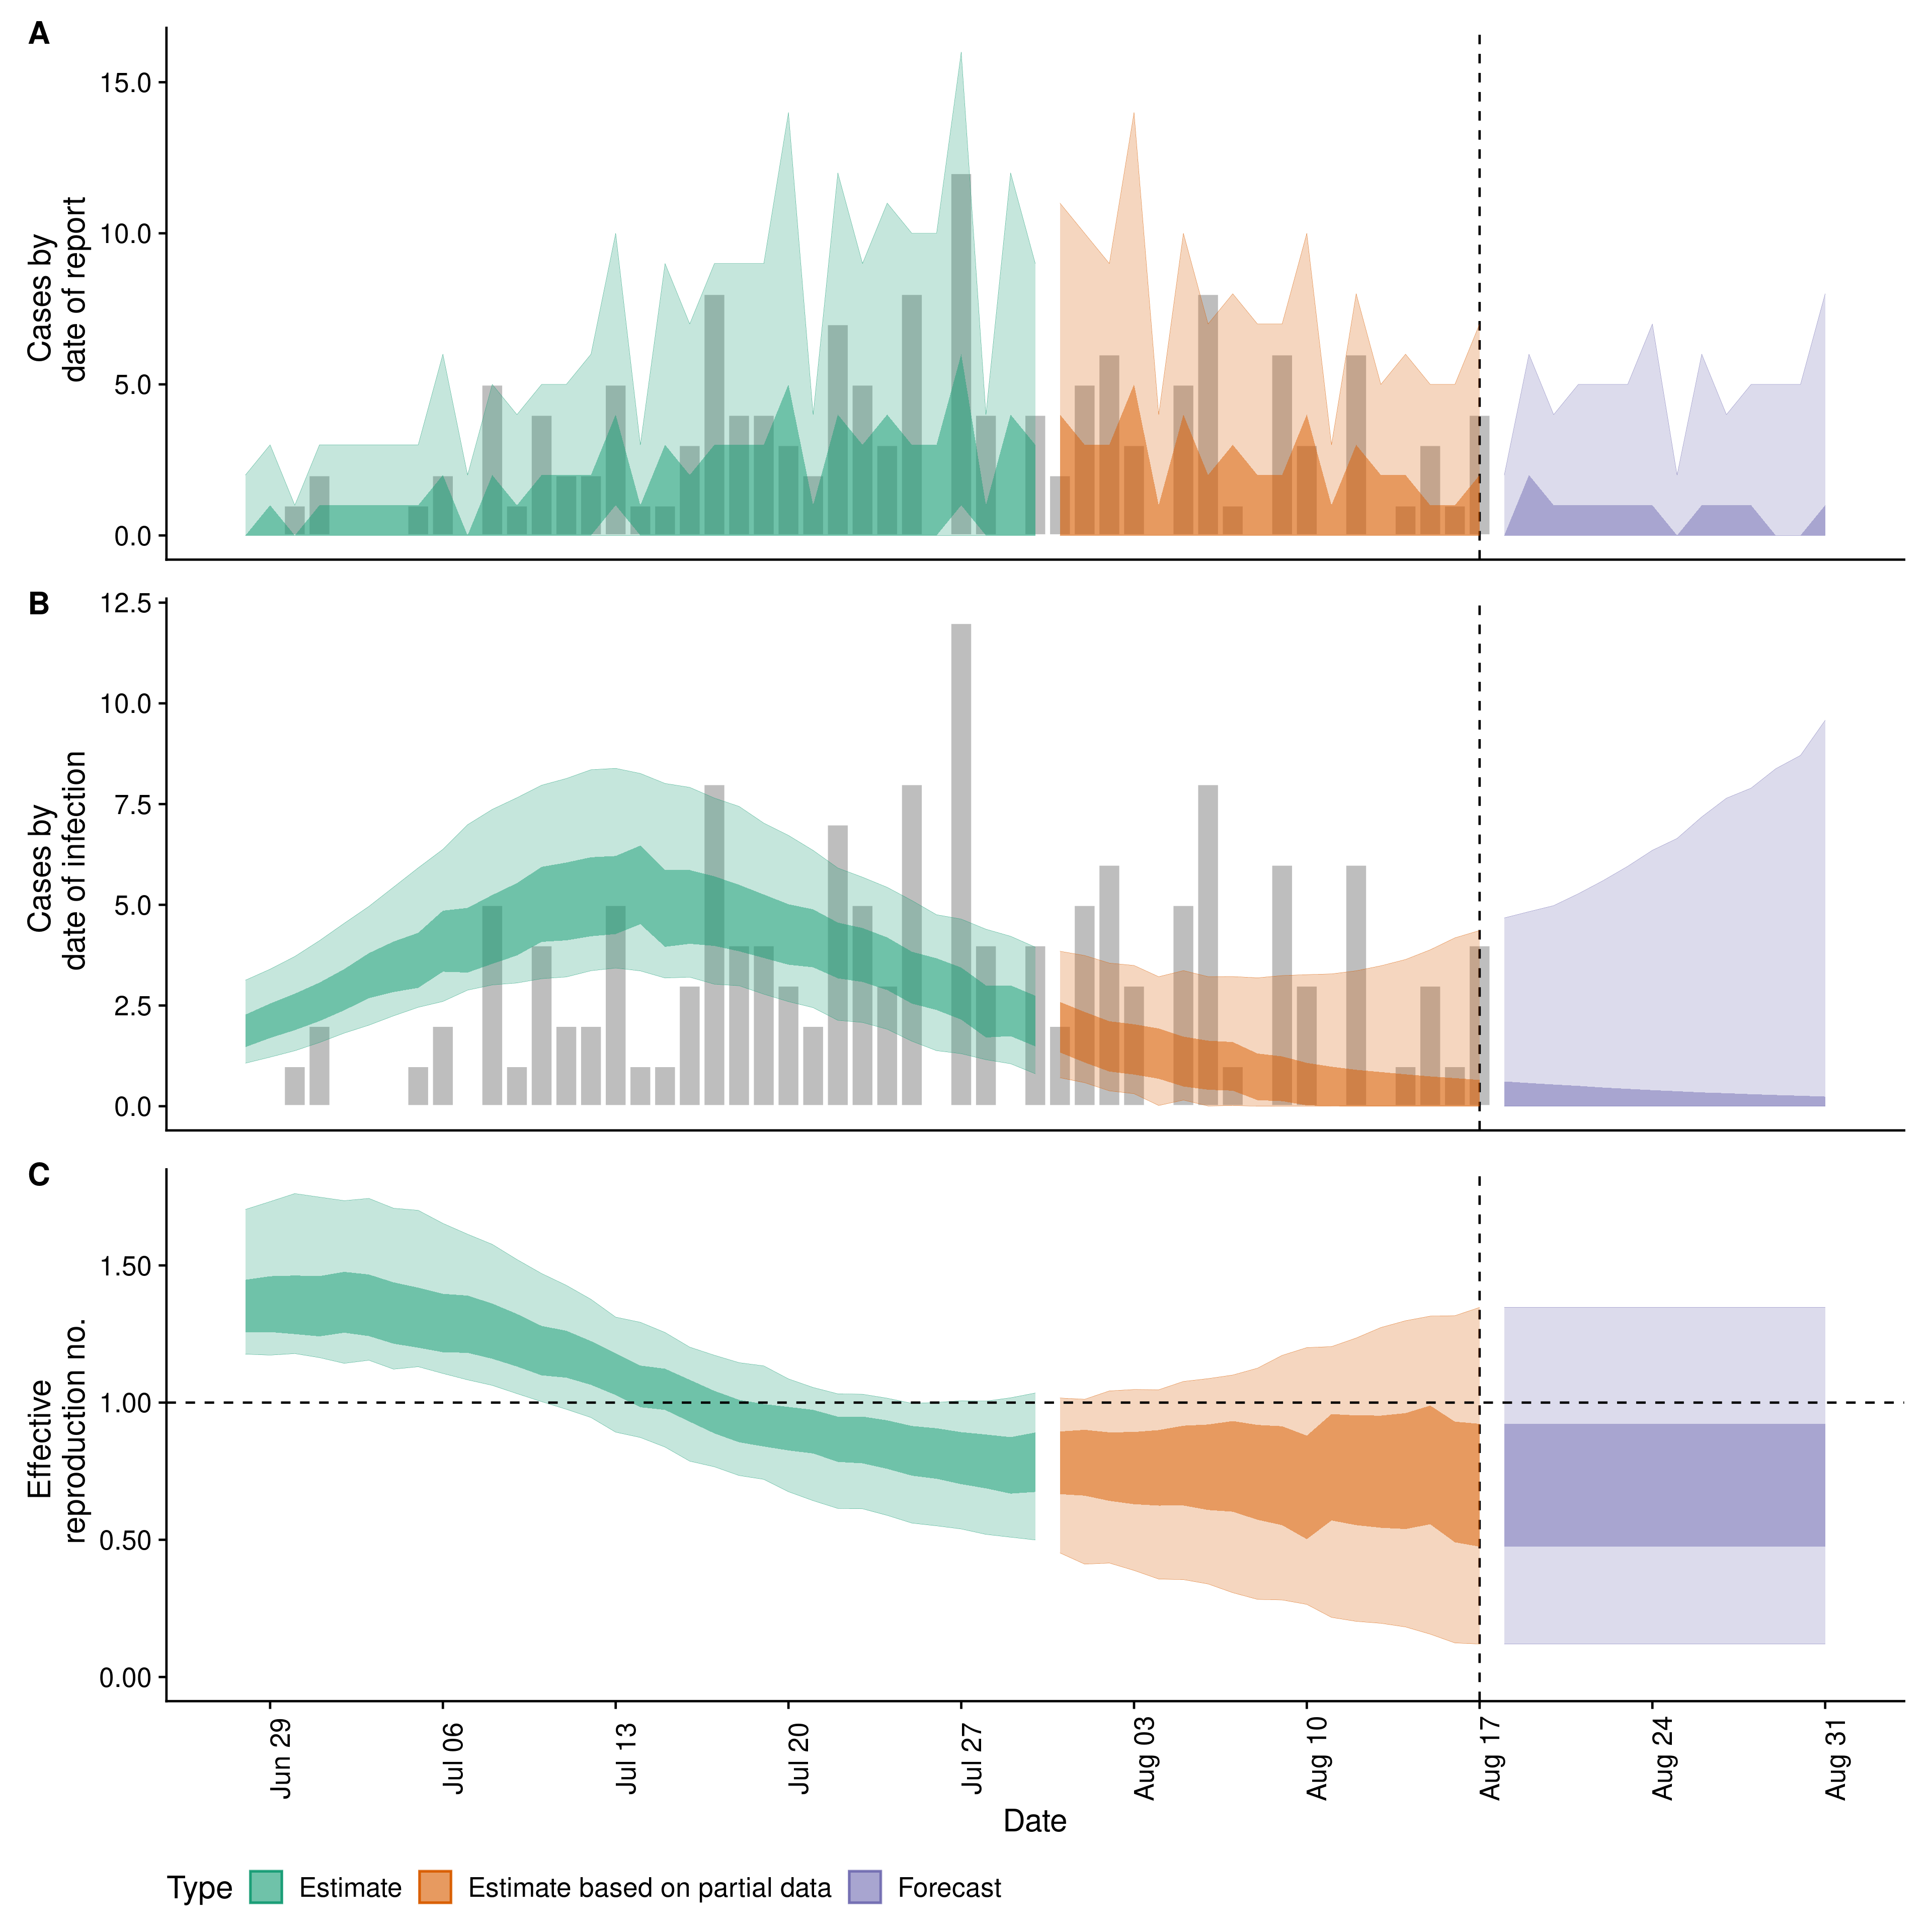 A
Cases by
date of report
15.0
10.0
5.0
0.0
B
Cases by
date of infection
12.5
10.0
7.5
5.0
2.5
0.0
C
Effective
reproduction no.
1.50
1.00
0.50
0.00
Jun 29
Jul 06
Jul 13
Jul 20
Jul 27
Aug 03
Aug 10
Aug 17
Aug 24
Aug 31
Date
Type Estimate Estimate based on partial data Forecast